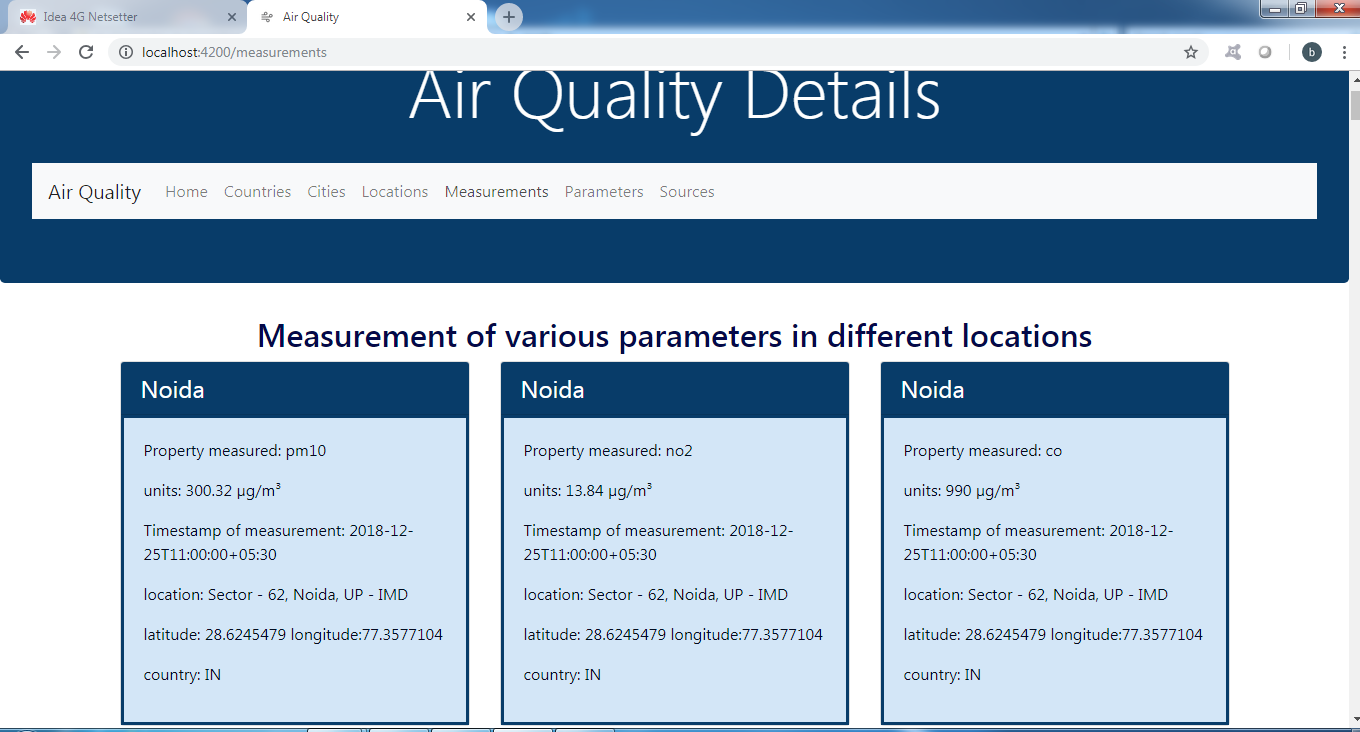 Idea 4G Netsetter
Air Quality
localhost:4200/measurements
b
Air Quality Details
Air Quality Home Countries Cities Locations Measurements Parameters Sources
Measurement of various parameters in different locations
Noida
Property measured: pm10
units: 300.32 µg/m³
Timestamp of measurement: 2018-12-
25T11:00:00+05:30
location: Sector - 62, Noida, UP - IMD
latitude: 28.6245479 longitude:77.3577104
country: IN
Noida
Property measured: no2
units: 13.84 µg/m³
Timestamp of measurement: 2018-12-
25T11:00:00+05:30
location: Sector - 62, Noida, UP - IMD
latitude: 28.6245479 longitude:77.3577104
country: IN
Noida
Property measured: co
units: 990 µg/m³
Timestamp of measurement: 2018-12-
25T11:00:00+05:30
location: Sector - 62, Noida, UP - IMD
latitude: 28.6245479 longitude:77.3577104
country: IN